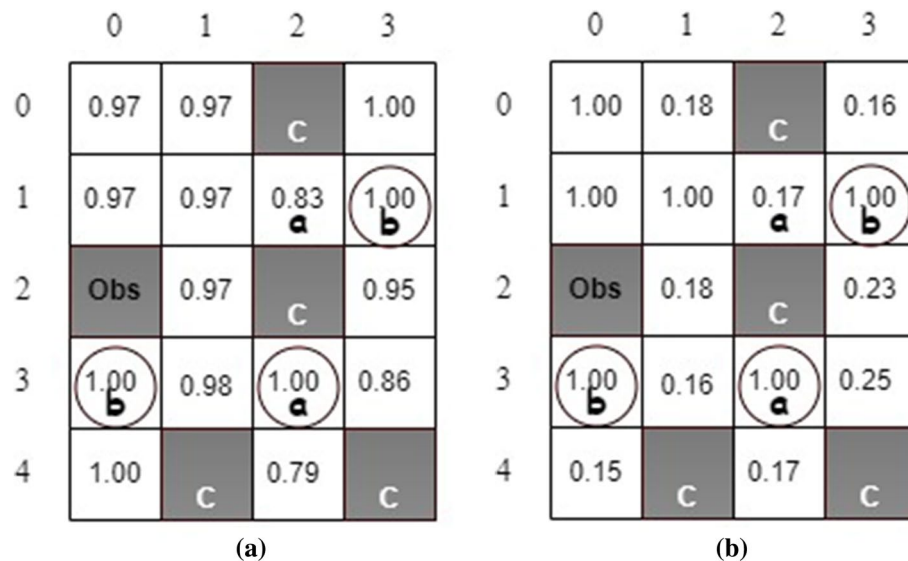 0 1 2 3 0 1 2 3
0 0.97 0.97 C 1.00 0 1.00 0.18 C 0.16
1 0.97 0.97 0.83 a 1.00 b 1 1.00 1.00 0.17 a 1.00 b
2 Obs 0.97 C 0.95 2 Obs 0.18 C 0.23
3 1.00 b 0.98 1.00 a 0.86 3 1.00 b 0.16 1.00 a 0.25
4 1.00 C 0.79 C 4 0.15 C 0.17 C
(a) (b)